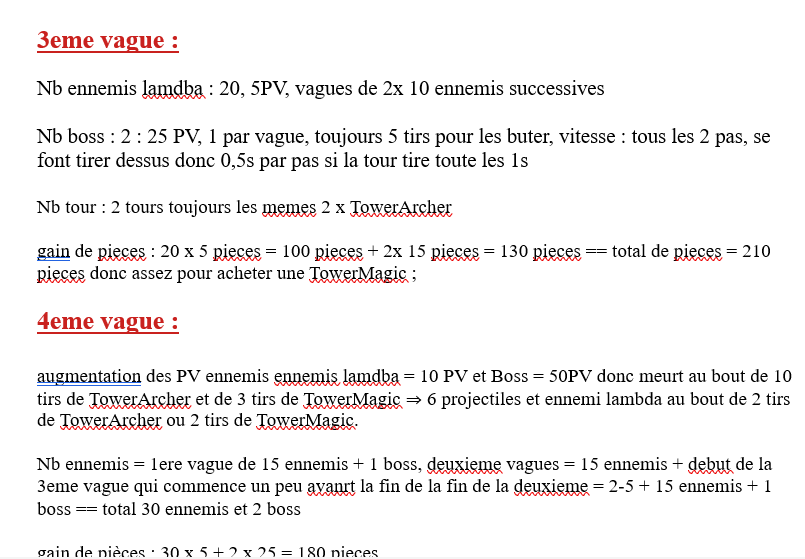 3eme vague :
Nb ennemis lamdba : 20, 5PV, vagues de 2x 10 ennemis successives
Nb boss : 2 : 25 PV, 1 par vague, toujours 5 tirs pour les buter, vitesse : tous les 2 pas, se
font tirer dessus donc 0,5s par pas si la tour tire toute les 1s
Nb tour : 2 tours toujours les memes 2 x TowerArcher
gain de pieces : 20 x 5 pieces = 100 pieces + 2x 15 pieces = 130 pieces == total de pieces = 210
pieces donc assez pour acheter une TowerMagic ;
4eme vague :
augmentation des PV ennemis ennemis lamdba = 10 PV et Boss = 50PV donc meurt au bout de 10
tirs de TowerArcher et de 3 tirs de TowerMagic ⇒ 6 projectiles et ennemi lambda au bout de 2 tirs
de TowerArcher ou 2 tirs de TowerMagic.
Nb ennemis = 1ere vague de 15 ennemis + 1 boss, deuxieme vagues = 15 ennemis + debut de la
3eme vague qui commence un peu avanrt la fin de la fin de la deuxieme = 2-5 + 15 ennemis + 1
boss == total 30 ennemis et 2 boss
gain de pièces : 30 x 5 + 2 x 25 = 180 pieces